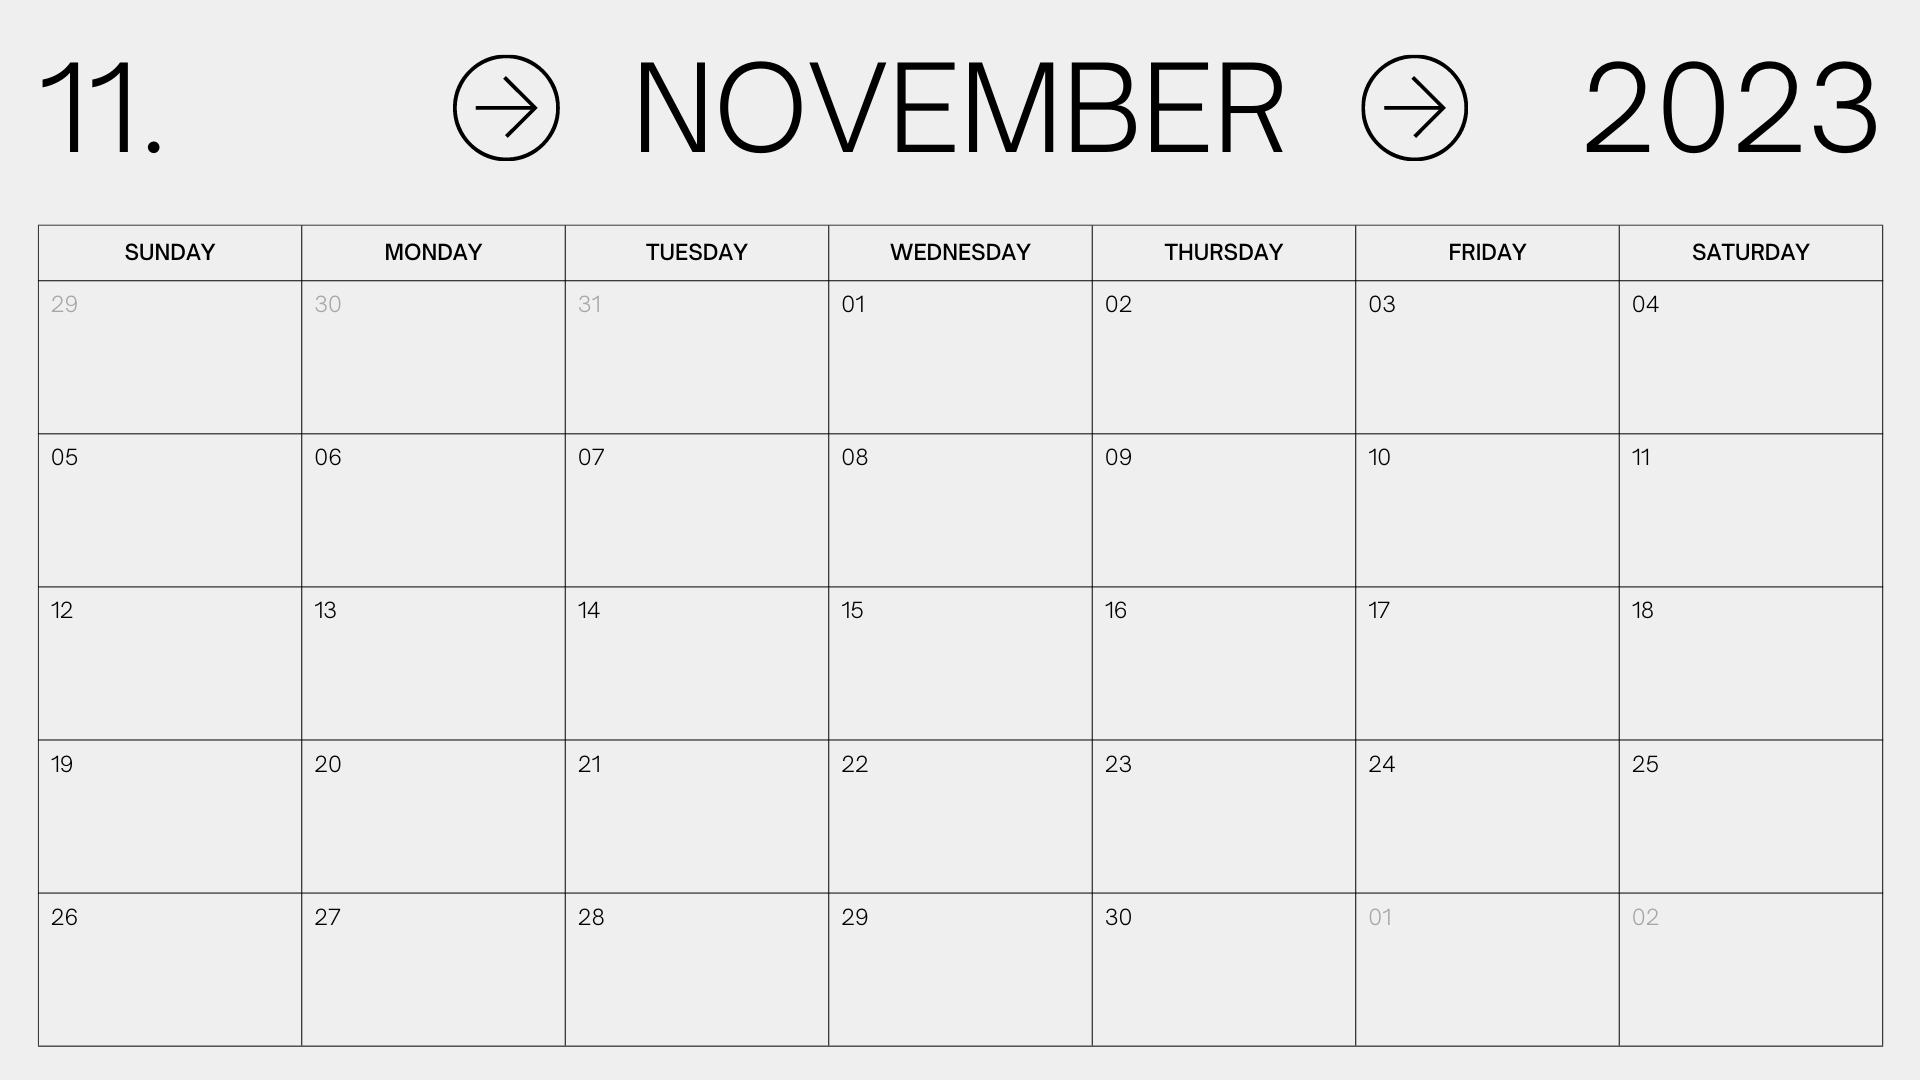 11. NOVEMBER 2023
SUNDAY MONDAY TUESDAY WEDNESDAY THURSDAY FRIDAY SATURDAY
29 30 31 01 02 03 04
05 06 07 08 09 10 11
12 13 14 15 16 17 18
19 20 21 22 23 24 25
26 27 28 29 30 01 02